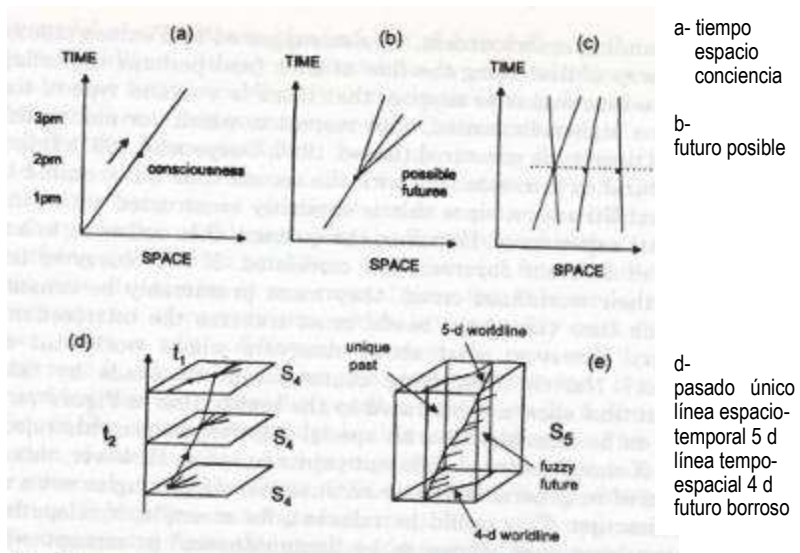 (a)
TIME
3pm
2pm
1pm
consciousness
SPACE
(b)
TIME
possible
futures
SPACE
(c)
TIME
SPACE
a- tiempo
espacio
conciencia
b-
futuro posible
(d)
t1
t2
S4
S4
S4
(e)
5-d worldline
unique
past
S5
fuzzy
future
4-d worldline
d-
pasado único
línea espacio-
temporal 5 d
línea tempo-
espacial 4 d
futuro borroso